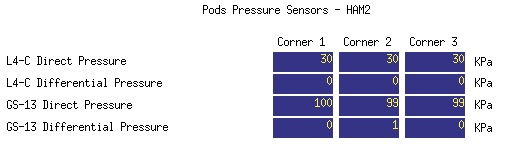 Pods Pressure Sensors - HAM2
Corner 1 Corner 2 Corner 3
L4-C Direct Pressure 30 30 30 KPa
L4-C Differential Pressure 0 0 0 KPa
GS-13 Direct Pressure 100 99 99 KPa
GS-13 Differential Pressure 0 1 0 KPa